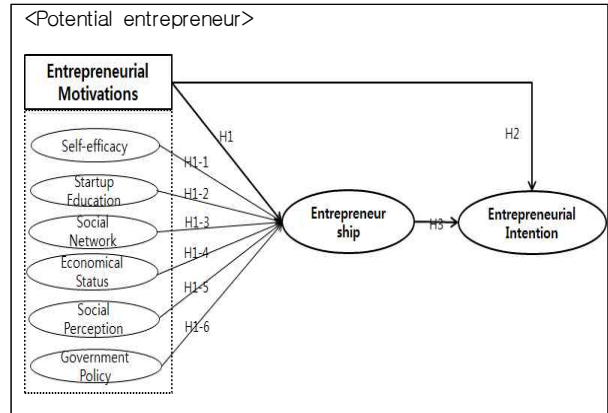 <Potential entrepreneur>
Entrepreneurial
Motivations
H1
H2
Self-efficacy
H1-1
Startup
Education
H1-2
Social
Network
H1-3
Entrepreneur
ship
H3
Entrepreneurial
Intention
Economical
Status
H1-4
Social
Perception
H1-5
Government
Policy
H1-6